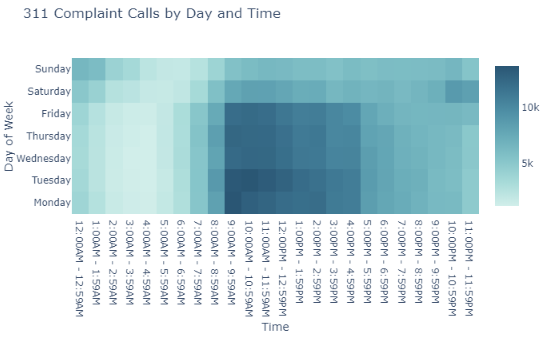 311 Complaint Calls by Day and Time
Sunday
Saturday
Friday
Thursday
Wednesday
Tuesday
Monday
Day of Week
10k
5k
12:00AM - 12:59AM
1:00AM - 1:59AM
2:00AM - 2:59AM
3:00AM - 3:59AM
4:00AM - 4:59AM
5:00AM - 5:59AM
6:00AM - 6:59AM
7:00AM - 7:59AM
8:00AM - 8:59AM
9:00AM - 9:59AM
10:00AM - 10:59AM
11:00AM - 11:59AM
12:00PM - 12:59PM
1:00PM - 1:59PM
2:00PM - 2:59PM
3:00PM - 3:59PM
4:00PM - 4:59PM
5:00PM - 5:59PM
6:00PM - 6:59PM
7:00PM - 7:59PM
8:00PM - 8:59PM
9:00PM - 9:59PM
10:00PM - 10:59PM
11:00PM - 11:59PM
Time